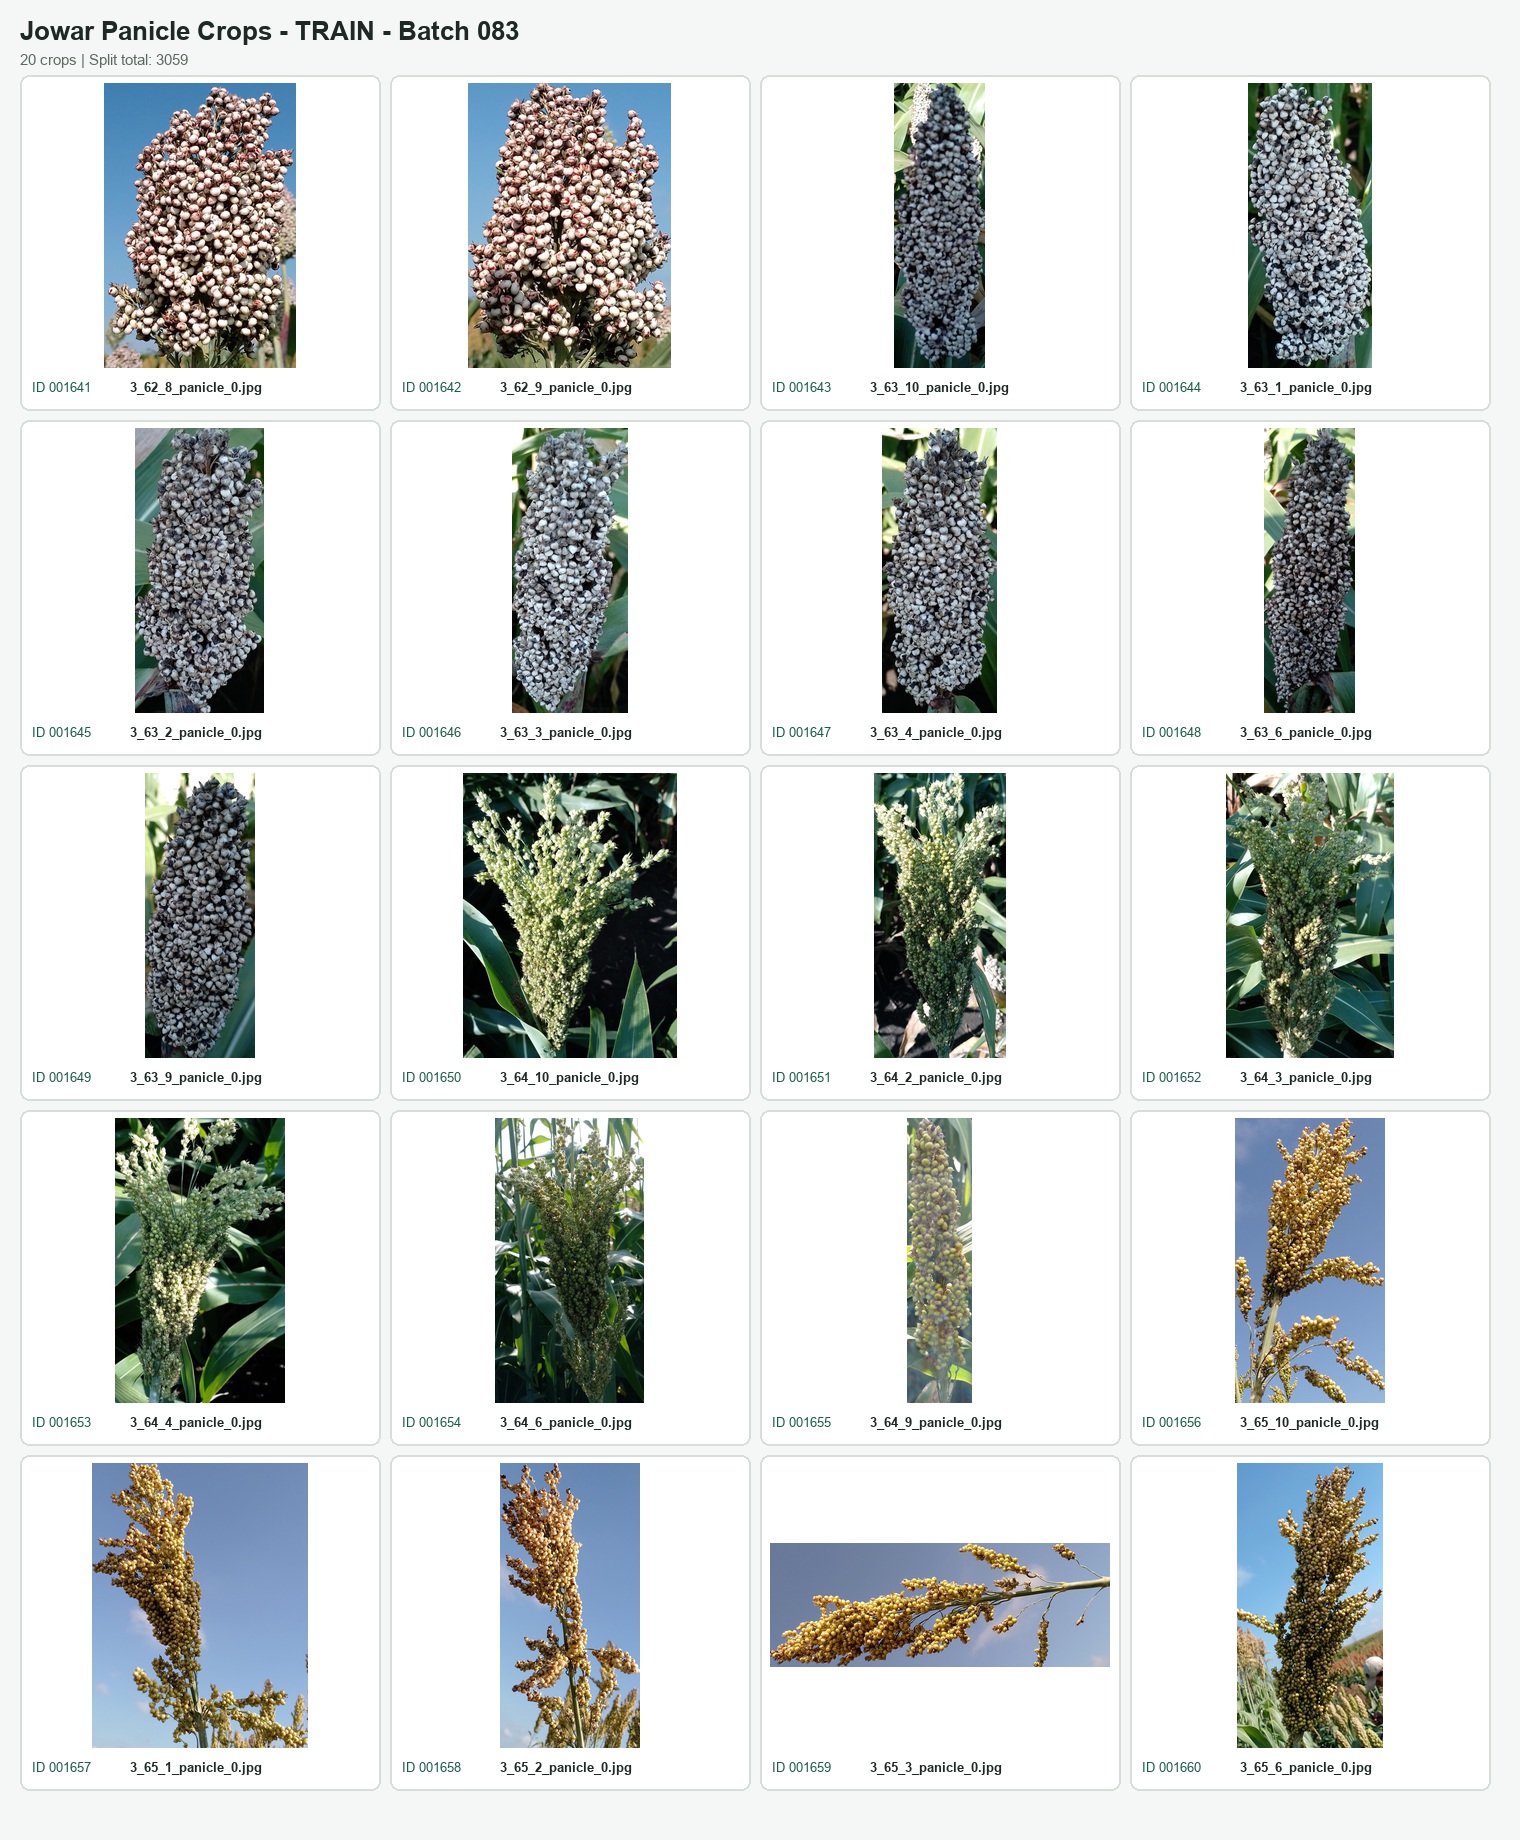 Jowar Panicle Crops - TRAIN - Batch 083
20 crops | Split total: 3059
ID 001641 3_62_8_panicle_0.jpg
ID 001642 3_62_9_panicle_0.jpg
ID 001643 3_63_10_panicle_0.jpg
ID 001644 3_63_1_panicle_0.jpg
ID 001645 3_63_2_panicle_0.jpg
ID 001646 3_63_3_panicle_0.jpg
ID 001647 3_63_4_panicle_0.jpg
ID 001648 3_63_6_panicle_0.jpg
ID 001649 3_63_9_panicle_0.jpg
ID 001650 3_64_10_panicle_0.jpg
ID 001651 3_64_2_panicle_0.jpg
ID 001652 3_64_3_panicle_0.jpg
ID 001653 3_64_4_panicle_0.jpg
ID 001654 3_64_6_panicle_0.jpg
ID 001655 3_64_9_panicle_0.jpg
ID 001656 3_65_10_panicle_0.jpg
ID 001657 3_65_1_panicle_0.jpg
ID 001658 3_65_2_panicle_0.jpg
ID 001659 3_65_3_panicle_0.jpg
ID 001660 3_65_6_panicle_0.jpg